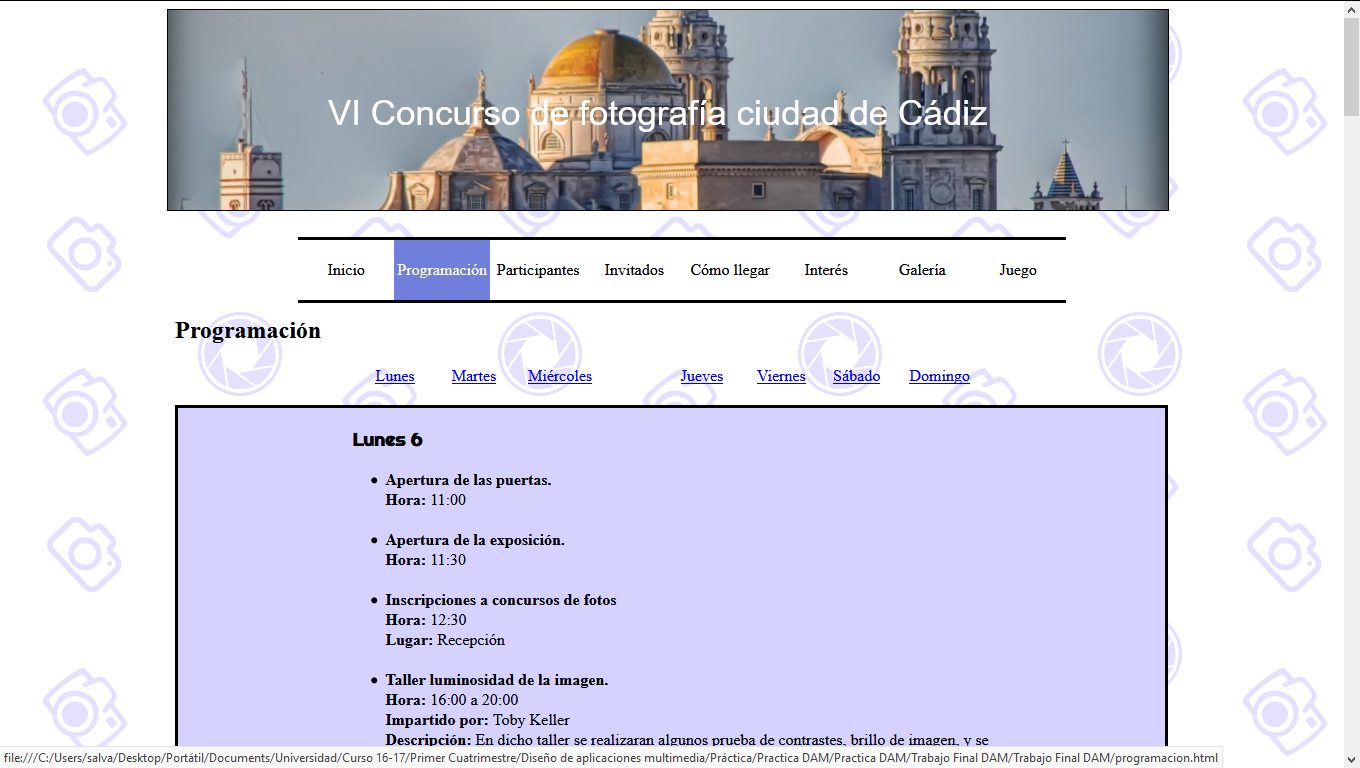 VI Concurso de fotografía ciudad de Cádiz
Inicio Programación Participantes Invitados Cómo llegar Interés Galería Juego
Programación
Lunes Martes Miércoles Jueves Viernes Sábado Domingo
Lunes 6
Apertura de las puertas.
Hora: 11:00
Apertura de la exposición.
Hora: 11:30
Inscripciones a concursos de fotos
Hora: 12:30
Lugar: Recepción
Taller luminosidad de la imagen.
Hora: 16:00 a 20:00
Impartido por: Toby Keller
Descripción: En dicho taller se realizaran algunos prueba de contrastes, brillo de imagen, y se
file:///C:/Users/salva/Desktop/Portátil/Documents/Universidad/Curso 16-17/Primer Cuatrimestre/Diseño de aplicaciones multimedia/Práctica/Practica DAM/Practica DAM/Trabajo Final DAM/Trabajo Final DAM/programacion.html